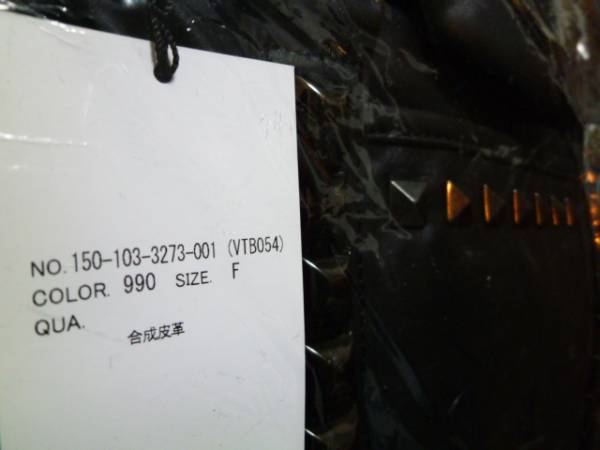 NO. 150-103-3273-001 (VTB054)
COLOR. 990 SIZE. F
QUA. 合成皮革